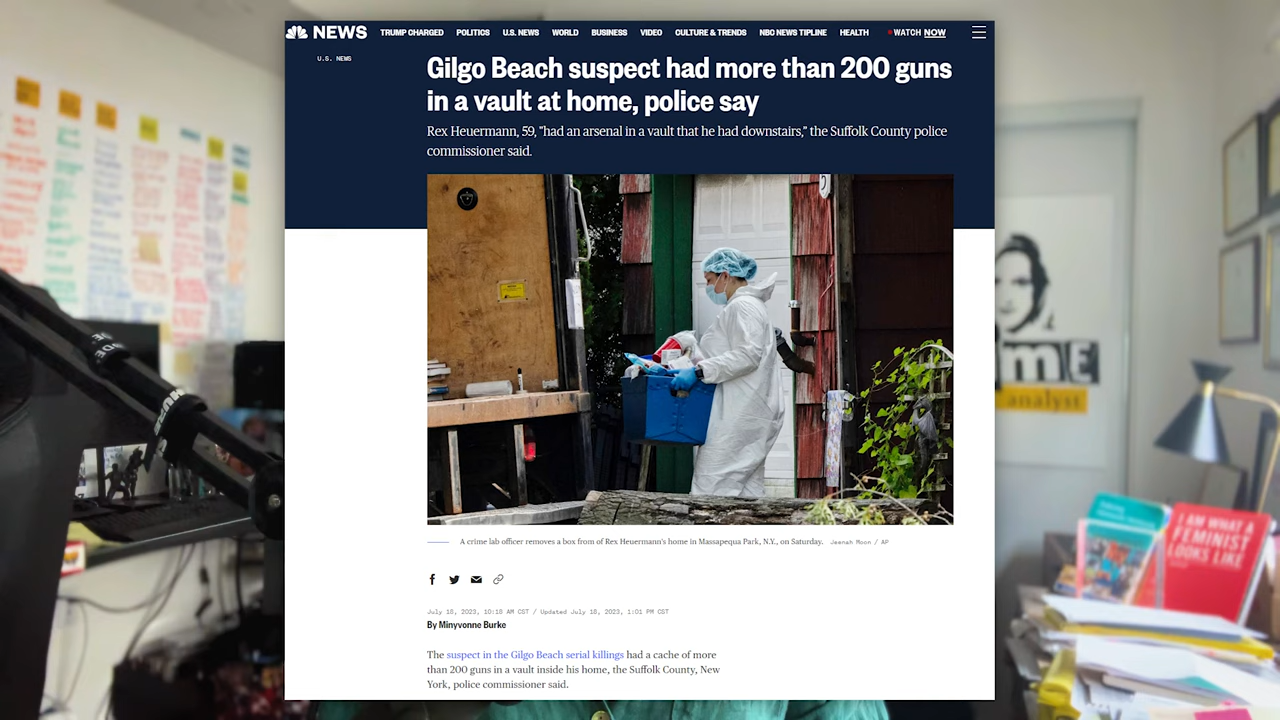 NEWS TRUMP CHARGED POLITICS U.S. NEWS WORLD BUSINESS VIDEO CULTURE & TRENDS NBC NEWS TIPLINE HEALTH WATCH NOW
U.S. NEWS
Gilgo Beach suspect had more than 200 guns
in a vault at home, police say
Rex Heuermann, 59, "had an arsenal in a vault that he had downstairs," the Suffolk County police
commissioner said.
A crime lab officer removes a box from of Rex Heuermann's home in Massapequa Park, N.Y., on Saturday. Jeenah Moon / AP
July 18, 2023, 10:18 AM CST / Updated July 18, 2023, 1:01 PM CST
By Minyvonne Burke
The suspect in the Gilgo Beach serial killings had a cache of more
than 200 guns in a vault inside his home, the Suffolk County, New
York, police commissioner said.
analyst
I AM WHAT A
FEMINIST
LOOKS LIKE